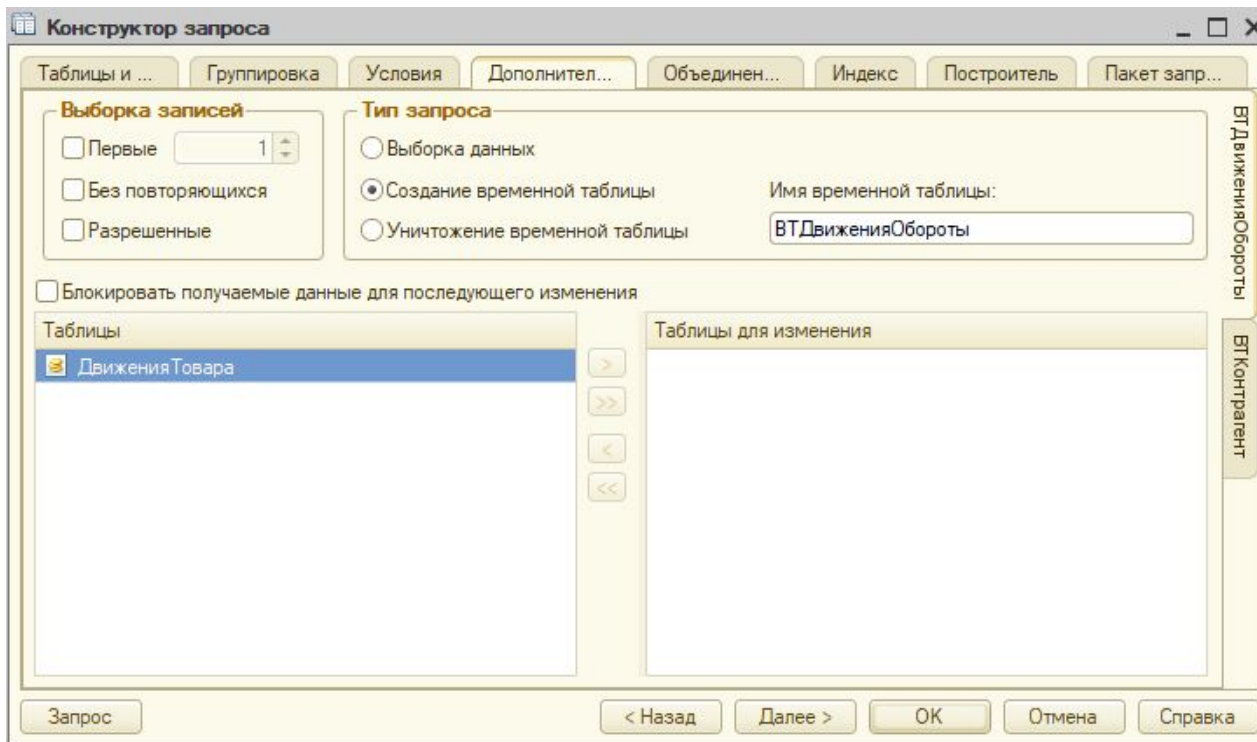 Конструктор запроса
Таблицы и ...
Группировка
Условия
Дополнител...
Объединен...
Индекс
Построитель
Пакет запр...
Выборка записей
Первые 1
Без повторяющихся
Разрешенные
Тип запроса
Выборка данных
Создание временной таблицы
Уничтожение временной таблицы
Имя временной таблицы:
ВТДвиженияОбороты
Блокировать получаемые данные для последующего изменения
Таблицы
ДвиженияТовара
>
>>
<
<<
Таблицы для изменения
ВТДвиженияОбороты
ВТКонтрагент
Запрос
< Назад
Далее >
OK
Отмена
Справка